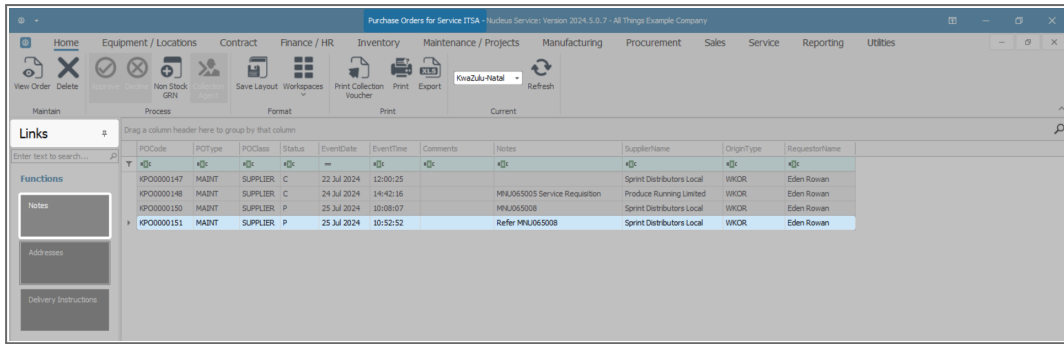 Purchase Orders for Service ITSA - Nucleus Service: Version 2024.5.0.7 - All Things Example Company
Home Equipment / Locations Contract Finance / HR Inventory Maintenance / Projects Manufacturing Procurement Sales Service Reporting Utilities
View Order Delete Approve Decline Non Stock GRN Collection Agent Save Layout Workspaces Print Collection Voucher Print Export KwaZulu-Natal Refresh
Maintain Process Format Print Current
Links
Drag a column header here to group by that column
Enter text to search...
POCode POType POClass Status EventDate EventTime Comments Notes SupplierName OriginType RequestorName
Functions
KPO0000147 MAINT SUPPLIER C 22 Jul 2024 12:00:25 Sprint Distributors Local WKOR Eden Rowan
KPO0000148 MAINT SUPPLIER C 24 Jul 2024 14:42:16 MNU065005 Service Requisition Produce Running Limited WKOR Eden Rowan
Notes
KPO0000150 MAINT SUPPLIER P 25 Jul 2024 10:08:07 MNU065008 Sprint Distributors Local WKOR Eden Rowan
KPO0000151 MAINT SUPPLIER P 25 Jul 2024 10:52:52 Refer MNU065008 Sprint Distributors Local WKOR Eden Rowan
Addresses
Delivery Instructions